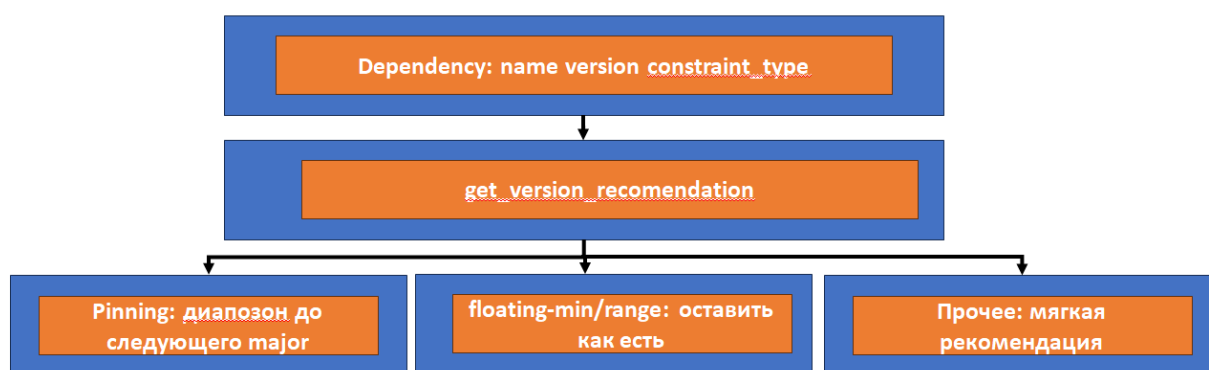 Dependency: name version constraint_type
get_version_recomendation
Pinning: диапозон до
следующего major
floating-min/range: оставить
как есть
Прочее: мягкая
рекомендация